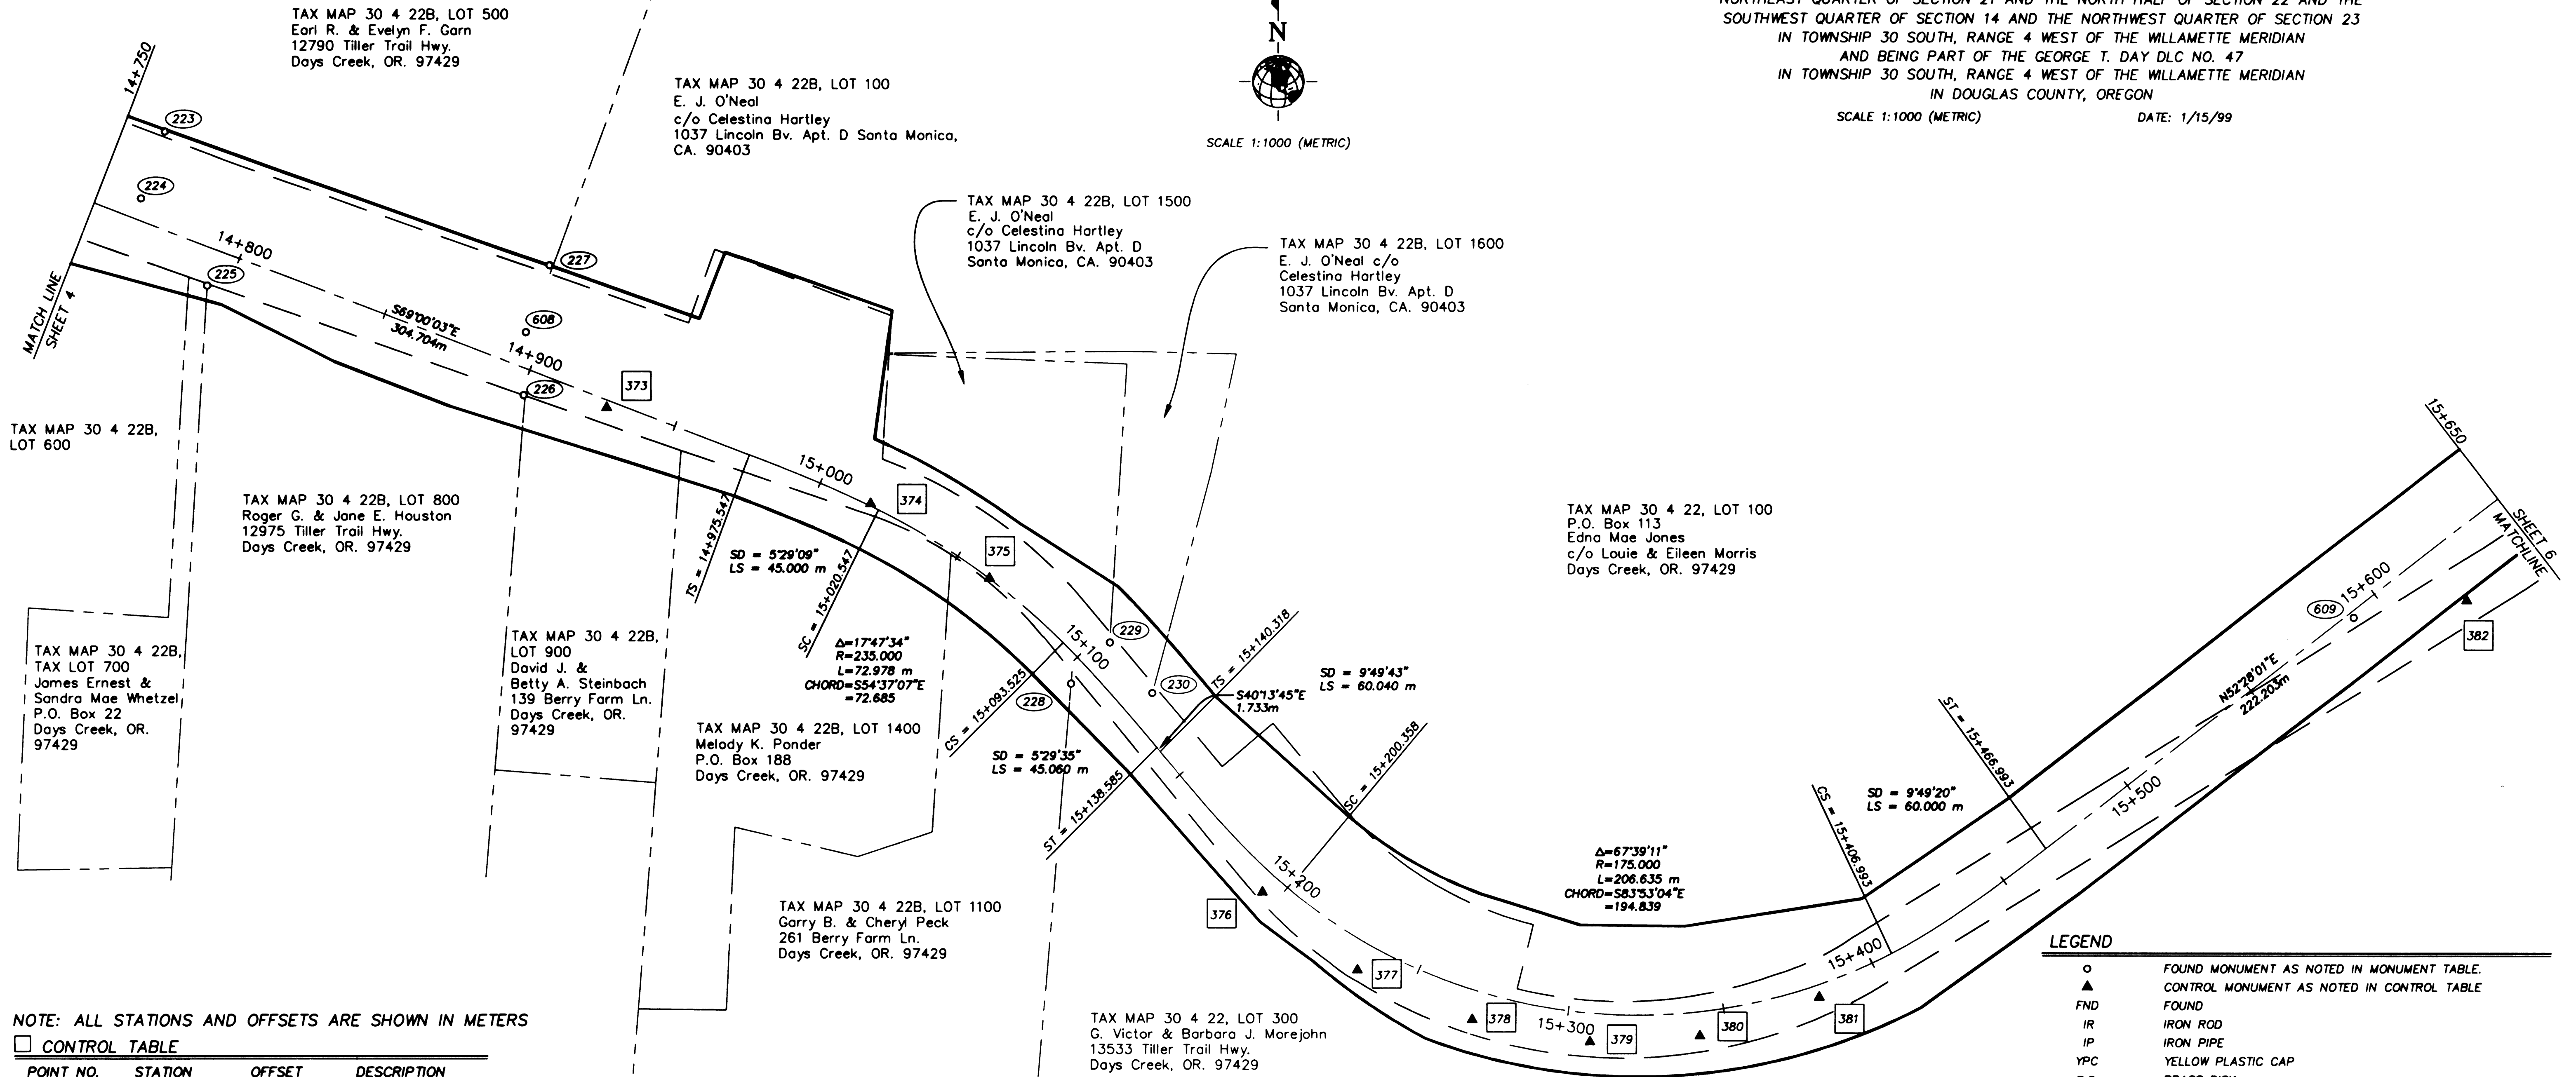 TAX MAP 30 4 22B, LOT 500
Earl R. & Evelyn F. Garn
12790 Tiller Trail Hwy.
Days Creek, OR. 97429
TAX MAP 30 4 22B, LOT 100
E. J. O'Neal
c/o Celestina Hartley
1037 Lincoln Bv. Apt. D Santa Monica,
CA. 90403
N
SCALE 1:1000 (METRIC)
NORTHEAST QUARTER OF SECTION 21 AND THE NORTH HALF OF SECTION 22 AND THE
SOUTHWEST QUARTER OF SECTION 14 AND THE NORTHWEST QUARTER OF SECTION 23
IN TOWNSHIP 30 SOUTH, RANGE 4 WEST OF THE WILLAMETTE MERIDIAN
AND BEING PART OF THE GEORGE T. DAY DLC NO. 47
IN TOWNSHIP 30 SOUTH, RANGE 4 WEST OF THE WILLAMETTE MERIDIAN
IN DOUGLAS COUNTY, OREGON
SCALE 1:1000 (METRIC) DATE: 1/15/99
14+750
223
224
14+800
225
227
MATCH LINE
SHEET 4
S69°00'03"E
304.704m
608
14+900
226
373
TAX MAP 30 4 22B, LOT 1500
E. J. O'Neal
c/o Celestina Hartley
1037 Lincoln Bv. Apt. D
Santa Monica, CA. 90403
TAX MAP 30 4 22B, LOT 1600
E. J. O'Neal c/o
Celestina Hartley
1037 Lincoln Bv. Apt. D
Santa Monica, CA. 90403
TAX MAP 30 4 22B,
LOT 600
TAX MAP 30 4 22B, LOT 800
Roger G. & Jane E. Houston
12975 Tiller Trail Hwy.
Days Creek, OR. 97429
15+000
374
TS = 14+975.547
SD = 5°29'09"
LS = 45.000 m
SC = 15+020.547
375
TAX MAP 30 4 22, LOT 100
P.O. Box 113
Edna Mae Jones
c/o Louie & Eileen Morris
Days Creek, OR. 97429
15+650
SHEET 6
MATCHLINE
15+600
609
382
TAX MAP 30 4 22B,
TAX LOT 700
James Ernest &
Sandra Mae Whetzel
P.O. Box 22
Days Creek, OR.
97429
TAX MAP 30 4 22B,
LOT 900
David J. &
Betty A. Steinbach
139 Berry Farm Ln.
Days Creek, OR.
97429
Δ=17°47'34"
R=235.000
L=72.978 m
CHORD=S54°37'07"E
=72.685
15+100
229
228
230
CS = 15+093.525
TS = 15+140.318
S40°13'45"E
1.733m
SD = 9°49'43"
LS = 60.040 m
N52°28'01"E
222.203m
TAX MAP 30 4 22B, LOT 1400
Melody K. Ponder
P.O. Box 188
Days Creek, OR. 97429
SD = 5°29'35"
LS = 45.060 m
ST = 15+138.585
SC = 15+200.358
ST = 15+466.993
CS = 15+406.993
SD = 9°49'20"
LS = 60.000 m
15+500
15+200
376
Δ=67°39'11"
R=175.000
L=206.635 m
CHORD=S83°53'04"E
=194.839
TAX MAP 30 4 22B, LOT 1100
Garry B. & Cheryl Peck
261 Berry Farm Ln.
Days Creek, OR. 97429
377
378
15+300
379
380
381
15+400
TAX MAP 30 4 22, LOT 300
G. Victor & Barbara J. Morejohn
13533 Tiller Trail Hwy.
Days Creek, OR. 97429
LEGEND
FOUND MONUMENT AS NOTED IN MONUMENT TABLE.
CONTROL MONUMENT AS NOTED IN CONTROL TABLE
FND FOUND
IR IRON ROD
IP IRON PIPE
YPC YELLOW PLASTIC CAP
NOTE: ALL STATIONS AND OFFSETS ARE SHOWN IN METERS
CONTROL TABLE
POINT NO. STATION OFFSET DESCRIPTION